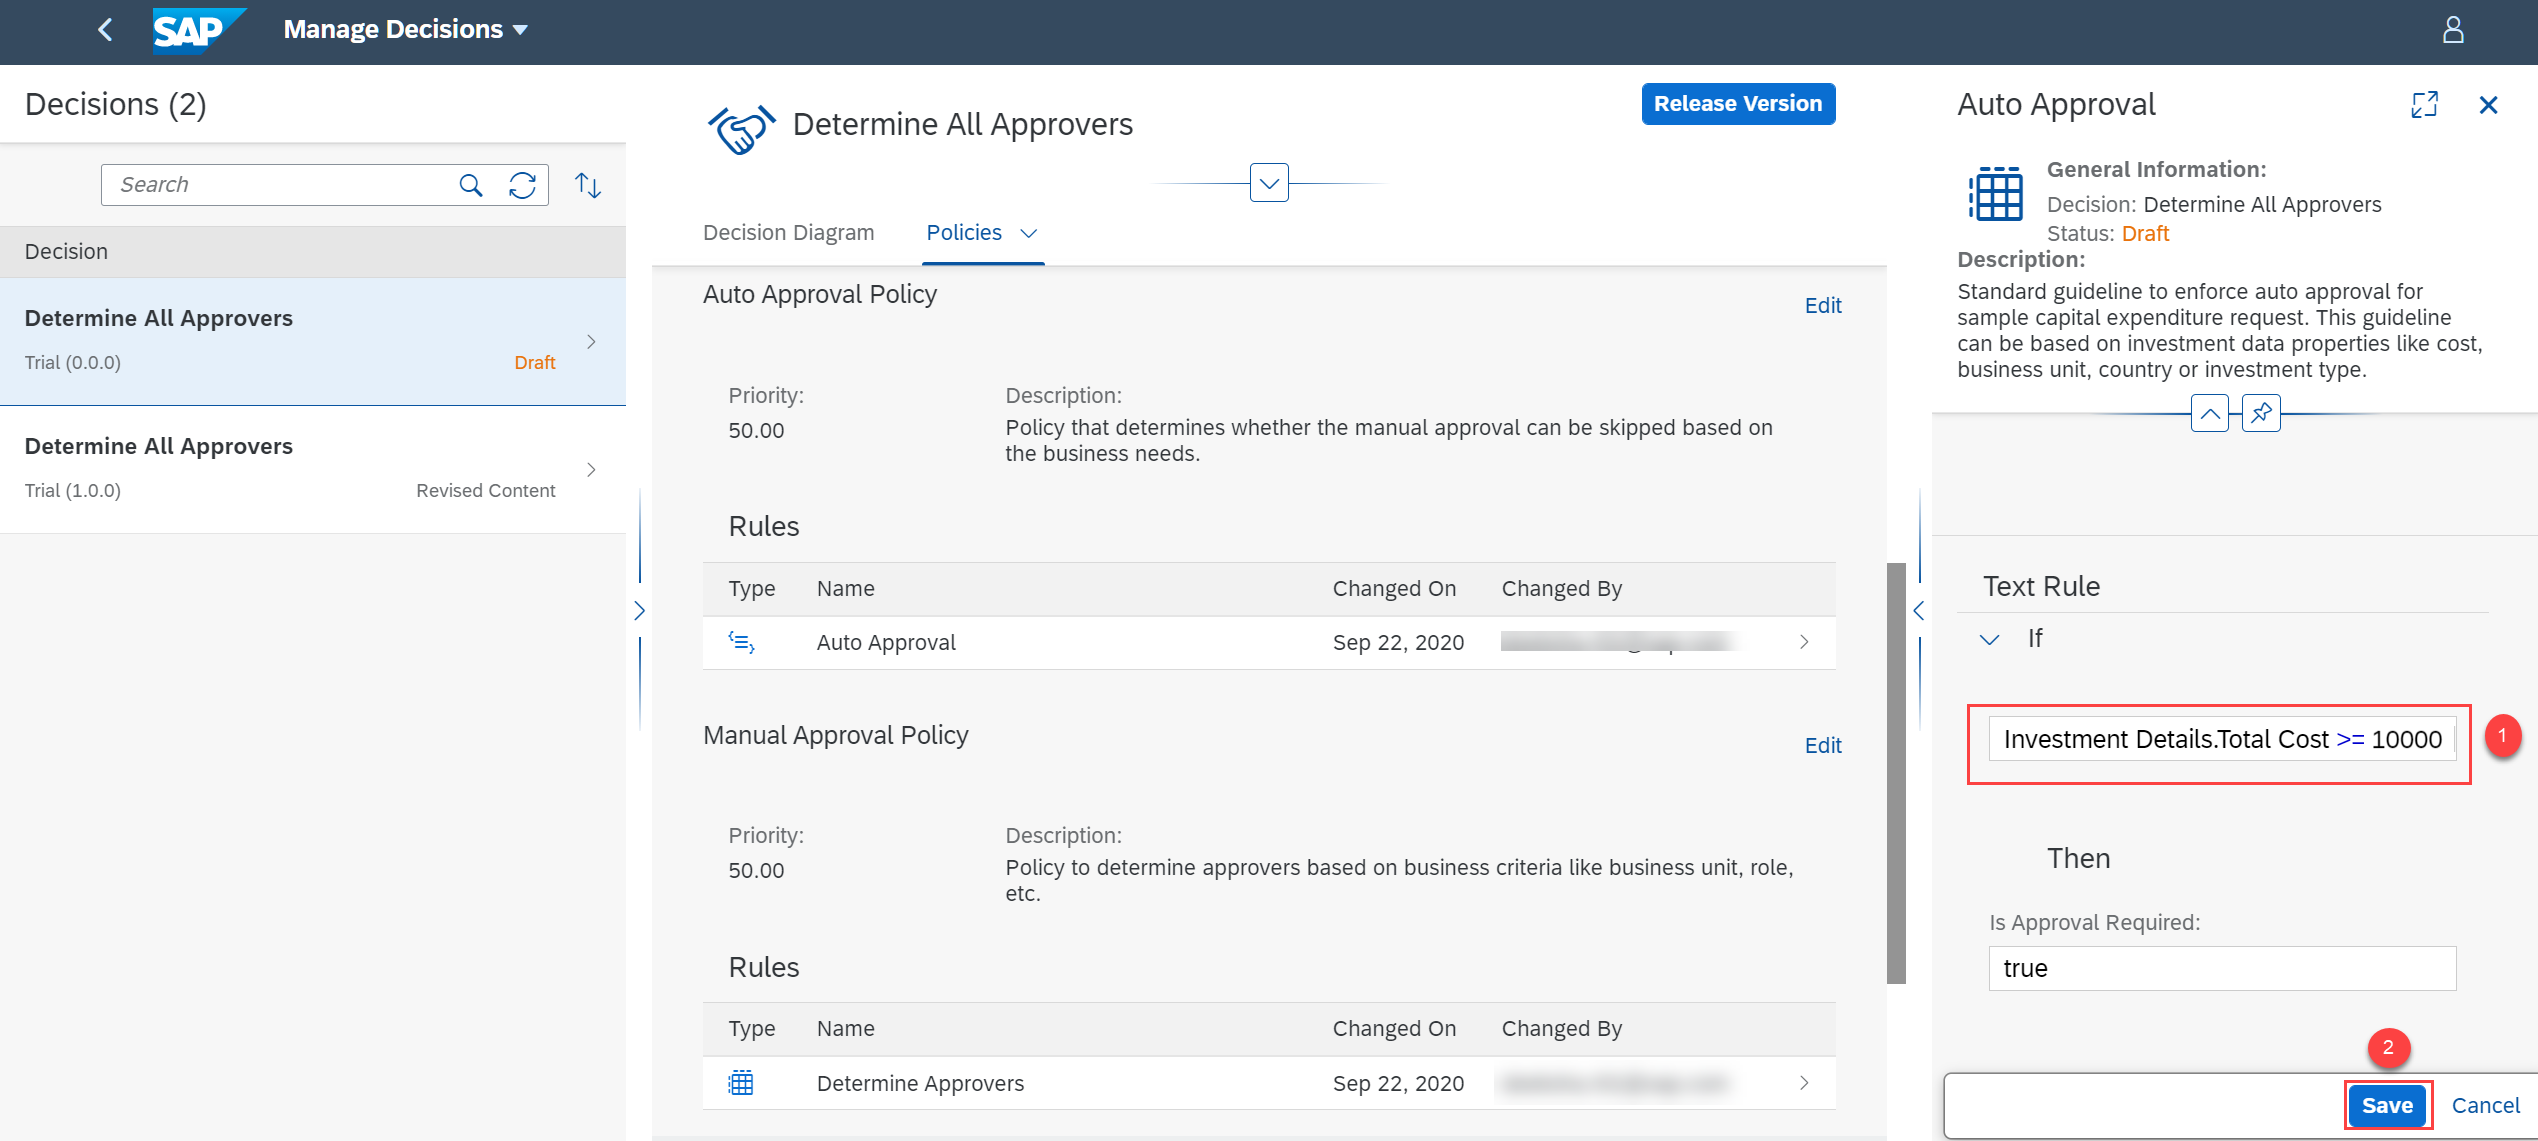 SAP
Manage Decisions
Decisions (2)
Search
Decision
Determine All Approvers
Trial (0.0.0)
Draft
Determine All Approvers
Trial (1.0.0)
Revised Content
Determine All Approvers
Release Version
Decision Diagram
Policies
Auto Approval Policy
Edit
Priority:
50.00
Description:
Policy that determines whether the manual approval can be skipped based on
the business needs.
Rules
Type Name Changed On Changed By
Auto Approval Sep 22, 2020
Manual Approval Policy
Edit
Priority:
50.00
Description:
Policy to determine approvers based on business criteria like business unit, role,
etc.
Rules
Type Name Changed On Changed By
Determine Approvers Sep 22, 2020
Auto Approval
General Information:
Decision: Determine All Approvers
Status: Draft
Description:
Standard guideline to enforce auto approval for
sample capital expenditure request. This guideline
can be based on investment data properties like cost,
business unit, country or investment type.
Text Rule
If
Investment Details.Total Cost >= 10000
1
Then
Is Approval Required:
true
2
Save
Cancel